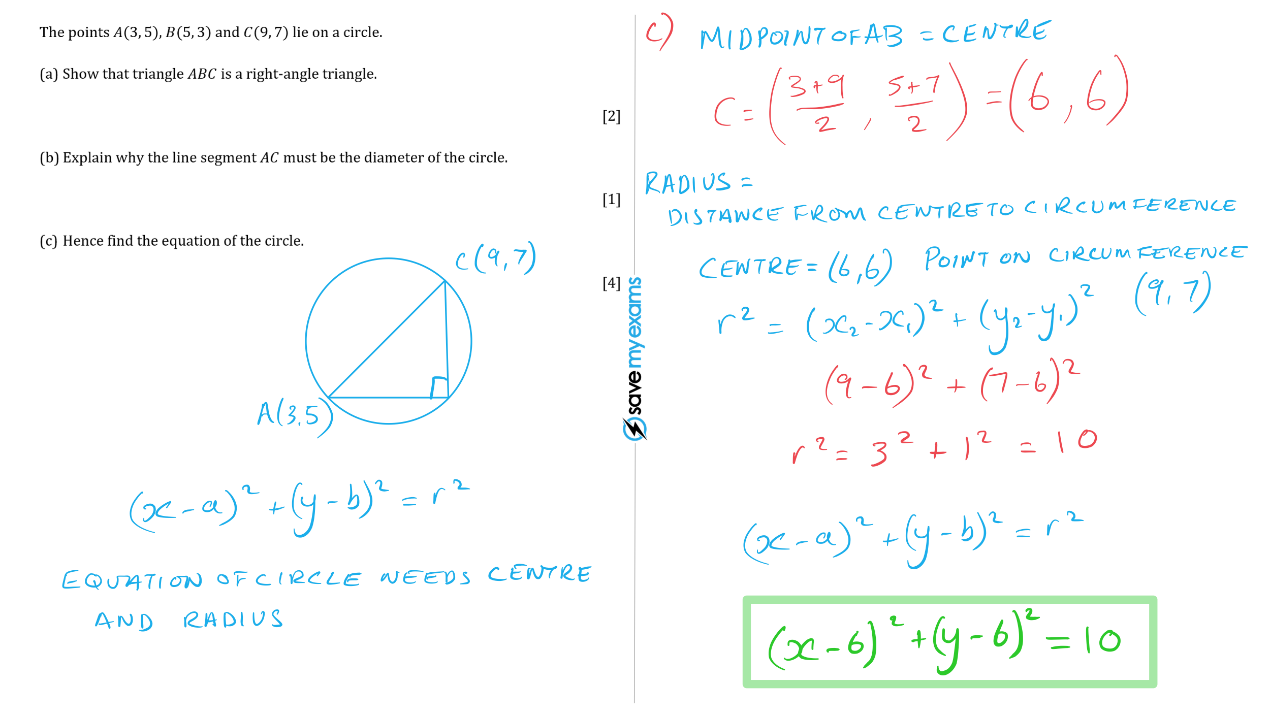 The points A(3, 5), B(5, 3) and C(9, 7) lie on a circle.
(a) Show that triangle ABC is a right-angle triangle.
[2]
(b) Explain why the line segment AC must be the diameter of the circle.
[1]
(c) Hence find the equation of the circle.
[4]
C(9,7)
A(3,5)
(x-a)² + (y-b)² = r²
EQUATION OF CIRCLE NEEDS CENTRE
AND RADIUS
savemyexams
c) MIDPOINT OF AB = CENTRE
C = (3+9/2, 5+7/2) = (6, 6)
RADIUS =
DISTANCE FROM CENTRE TO CIRCUMFERENCE
CENTRE = (6,6) POINT ON CIRCUMFERENCE
(9,7)
r² = (x₂-x₁)² + (y₂-y₁)²
(9-6)² + (7-6)²
r² = 3² + 1² = 10
(x-a)² + (y-b)² = r²
(x-6)² + (y-6)² = 10